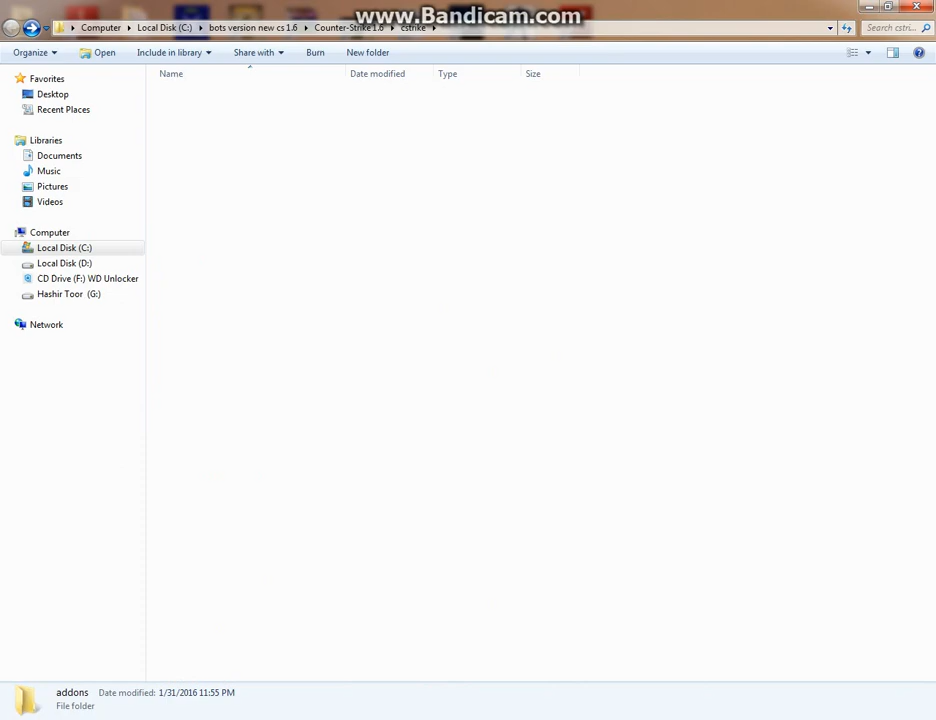 www.Bandicam.com
Computer Local Disk (C:) bots version new cs 1.6 Counter-Strike 1.6 cstrike
Search cstri...
Organize Open Include in library Share with Burn New folder
Name Date modified Type Size
Favorites
Desktop
Recent Places
Libraries
Documents
Music
Pictures
Videos
Computer
Local Disk (C:)
Local Disk (D:)
CD Drive (F:) WD Unlocker
Hashir Toor (G:)
Network
addons Date modified: 1/31/2016 11:55 PM
File folder